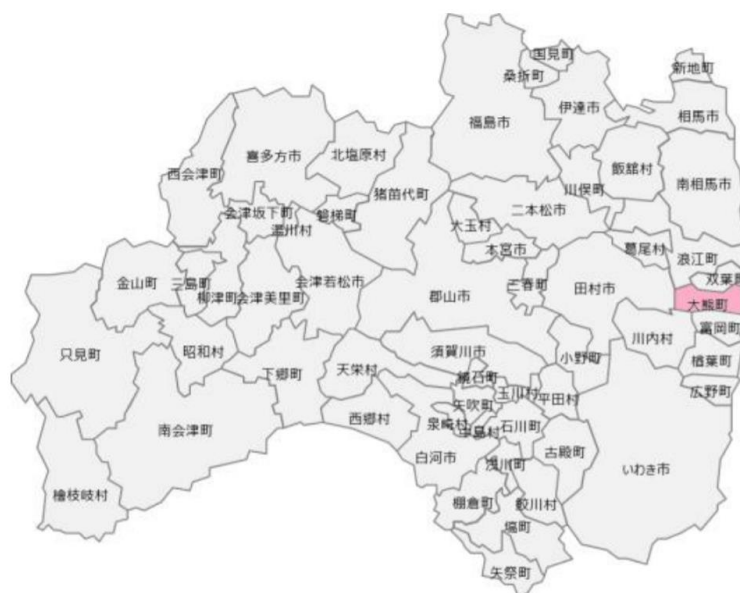 国見町
桑折町
新地町
伊達市
相馬市
福島市
喜多方市
北塩原村
飯舘村
西会津町
猪苗代町
川俣町
南相馬市
会津坂下町
磐梯町
二本松市
湯川村
大玉村
本宮市
葛尾村
浪江町
双葉
金山町
三島町
柳津町
会津美里町
会津若松市
郡山市
三春町
田村市
大熊町
富岡町
只見町
昭和村
下郷町
天栄村
須賀川市
小野町
川内村
楢葉町
鏡石町
玉川村
平田村
広野町
矢吹町
西郷村
泉崎村
中島村
石川町
南会津町
白河市
浅川町
古殿町
いわき市
檜枝岐村
棚倉町
鮫川村
塙町
矢祭町